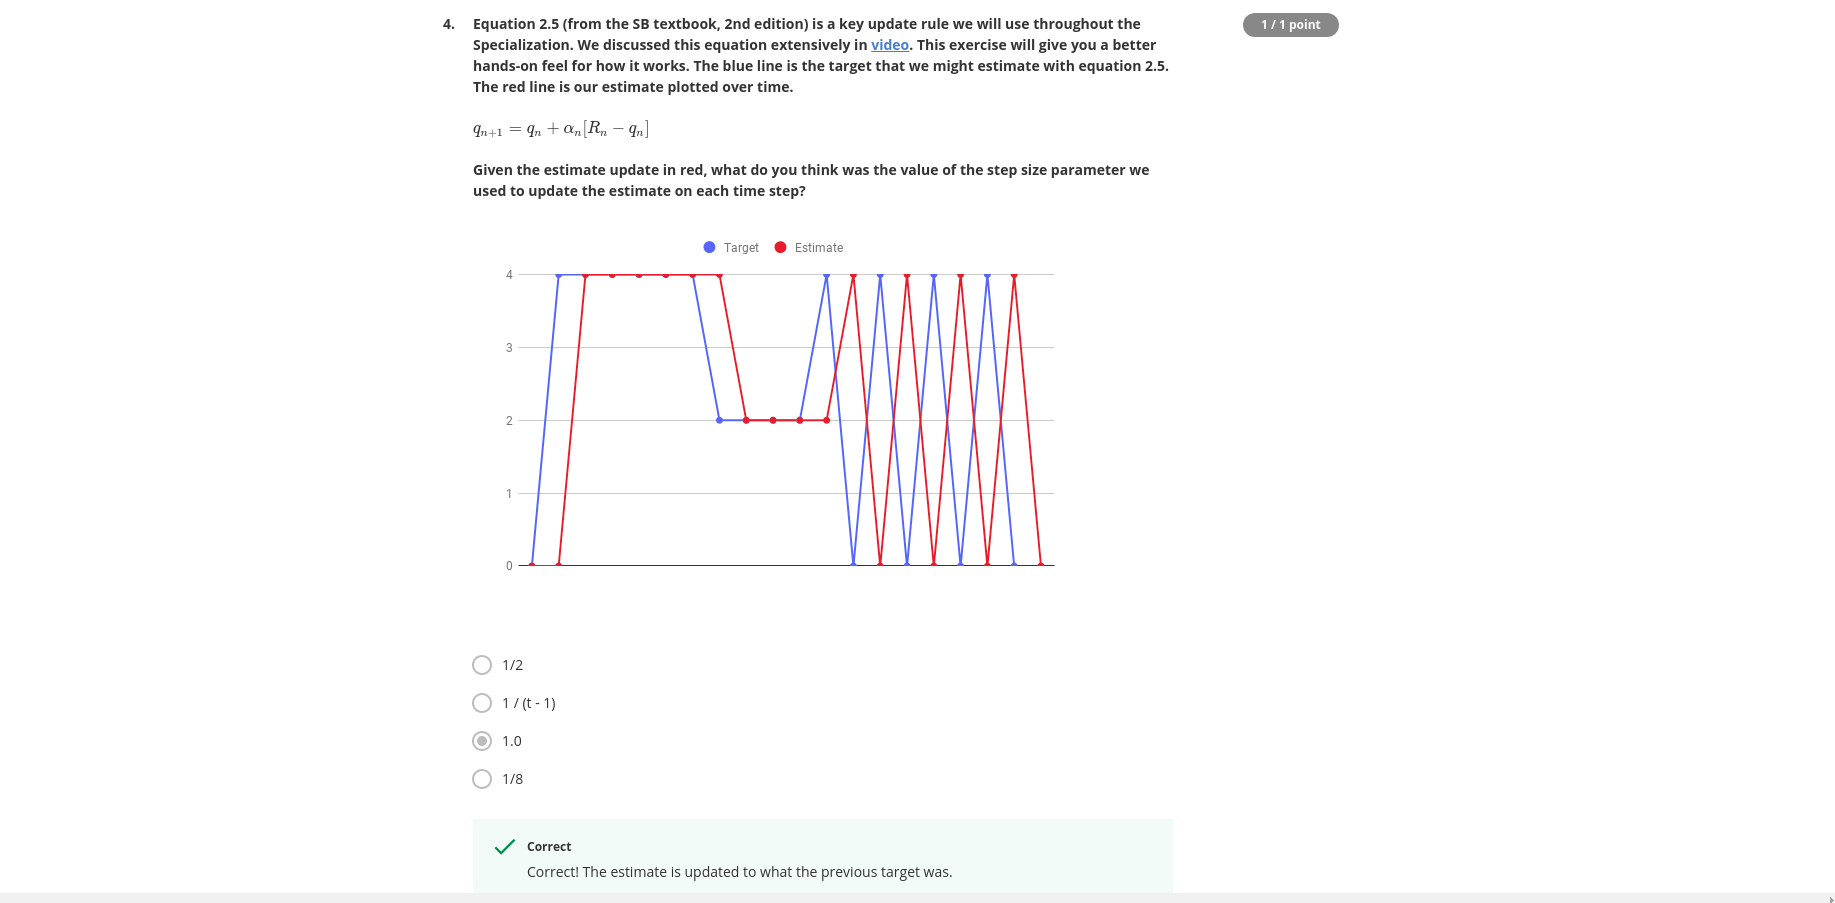 4. Equation 2.5 (from the SB textbook, 2nd edition) is a key update rule we will use throughout the
1 / 1 point
Specialization. We discussed this equation extensively in video. This exercise will give you a better
hands-on feel for how it works. The blue line is the target that we might estimate with equation 2.5.
The red line is our estimate plotted over time.
qₙ₊₁ = qₙ + αₙ[Rₙ − qₙ]
Given the estimate update in red, what do you think was the value of the step size parameter we
used to update the estimate on each time step?
Target Estimate
4
3
2
1
0
1/2
1 / (t - 1)
1.0
1/8
Correct
Correct! The estimate is updated to what the previous target was.